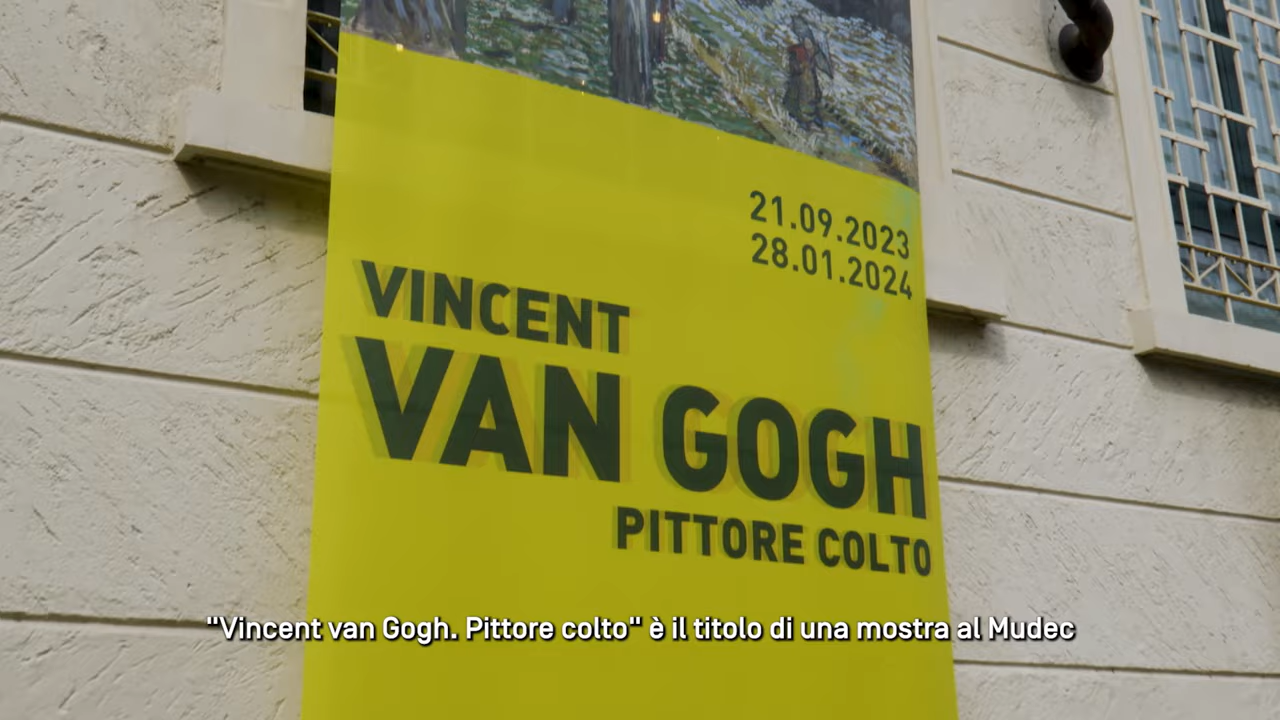 21.09.2023
28.01.2024
VINCENT
VAN GOGH
PITTORE COLTO
"Vincent van Gogh. Pittore colto" è il titolo di una mostra al Mudec